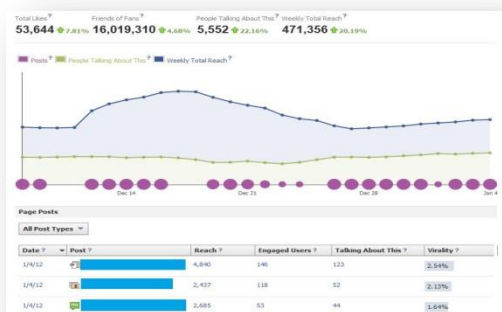 Total Likes? Friends of Fans? People Talking About This? Weekly Total Reach?
53,644 7.81% 16,019,310 4.68% 5,552 22.16% 471,356 20.19%
Posts? People Talking About This? Weekly Total Reach?
Dec 14 Dec 21 Dec 28 Jan 4
Page Posts
All Post Types
Date? Post? Reach? Engaged Users? Talking About This? Virality?
1/4/12 4,840 146 123 2.54%
1/4/12 2,437 118 52 2.13%
1/4/12 2,685 53 44 1.64%